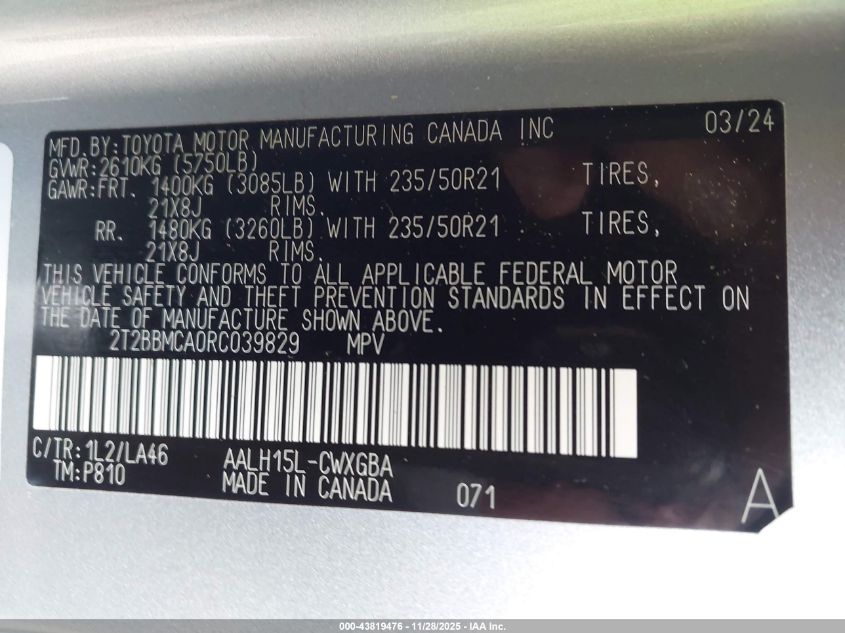 MFD. BY: TOYOTA MOTOR MANUFACTURING CANADA INC 03/24
GVWR: 2610KG (5750LB)
GAWR: FRT. 1400KG (3085LB) WITH 235/50R21 TIRES,
21X8J RIMS.
RR. 1480KG (3260LB) WITH 235/50R21 TIRES,
21X8J RIMS.
THIS VEHICLE CONFORMS TO ALL APPLICABLE FEDERAL MOTOR
VEHICLE SAFETY AND THEFT PREVENTION STANDARDS IN EFFECT ON
THE DATE OF MANUFACTURE SHOWN ABOVE.
2T2BBMCA0RC039829 MPV
C/TR: 1L2/LA46 AALH15L-CWXGBA
TM: P810 MADE IN CANADA 071 A
000-43819476 - 11/28/2025 - IAA Inc.